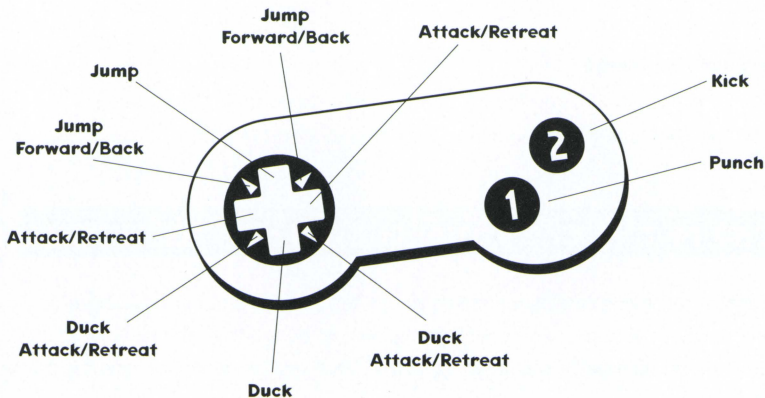 Jump
Forward/Back
Attack/Retreat
Jump
Kick
Jump
Forward/Back
2
Punch
1
Attack/Retreat
Duck
Attack/Retreat
Duck
Attack/Retreat
Duck